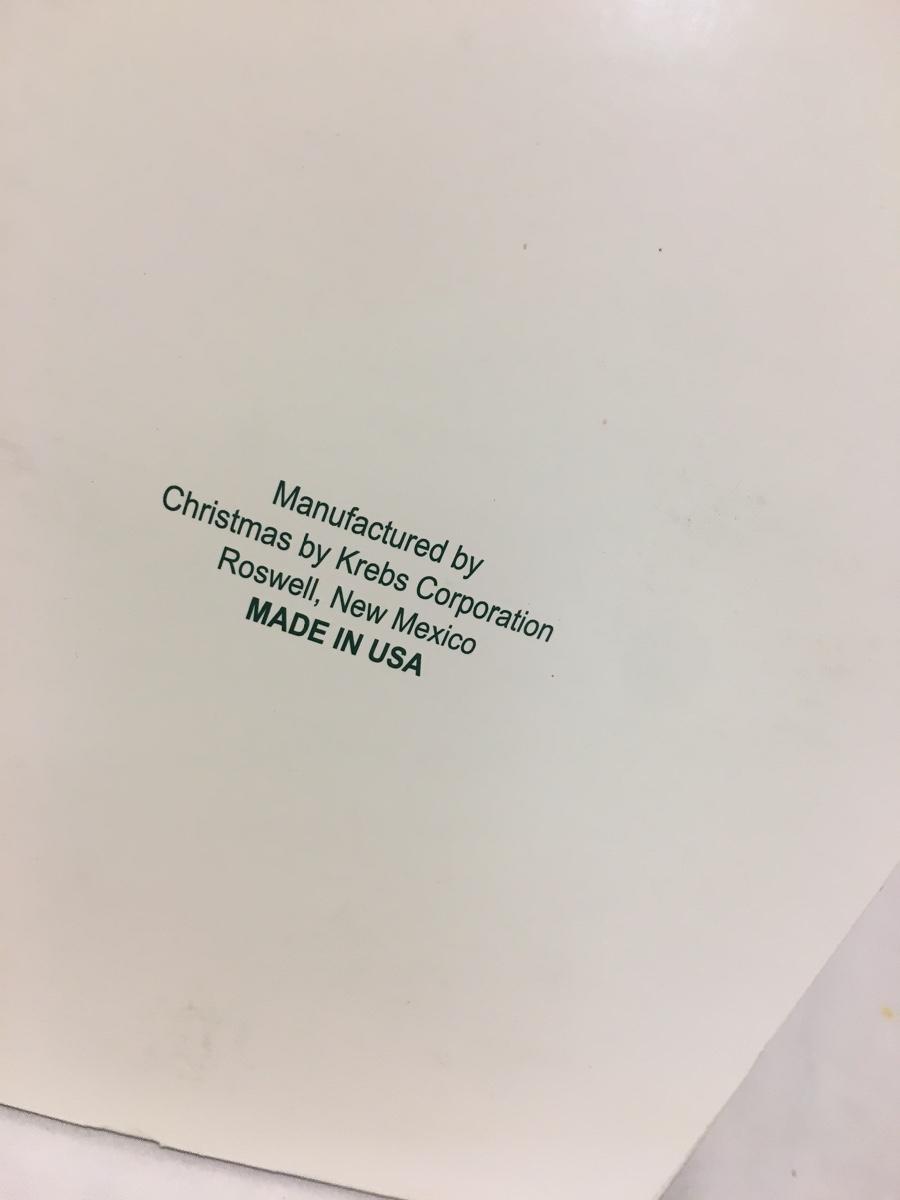 Manufactured by
Christmas by Krebs Corporation
Roswell, New Mexico
MADE IN USA